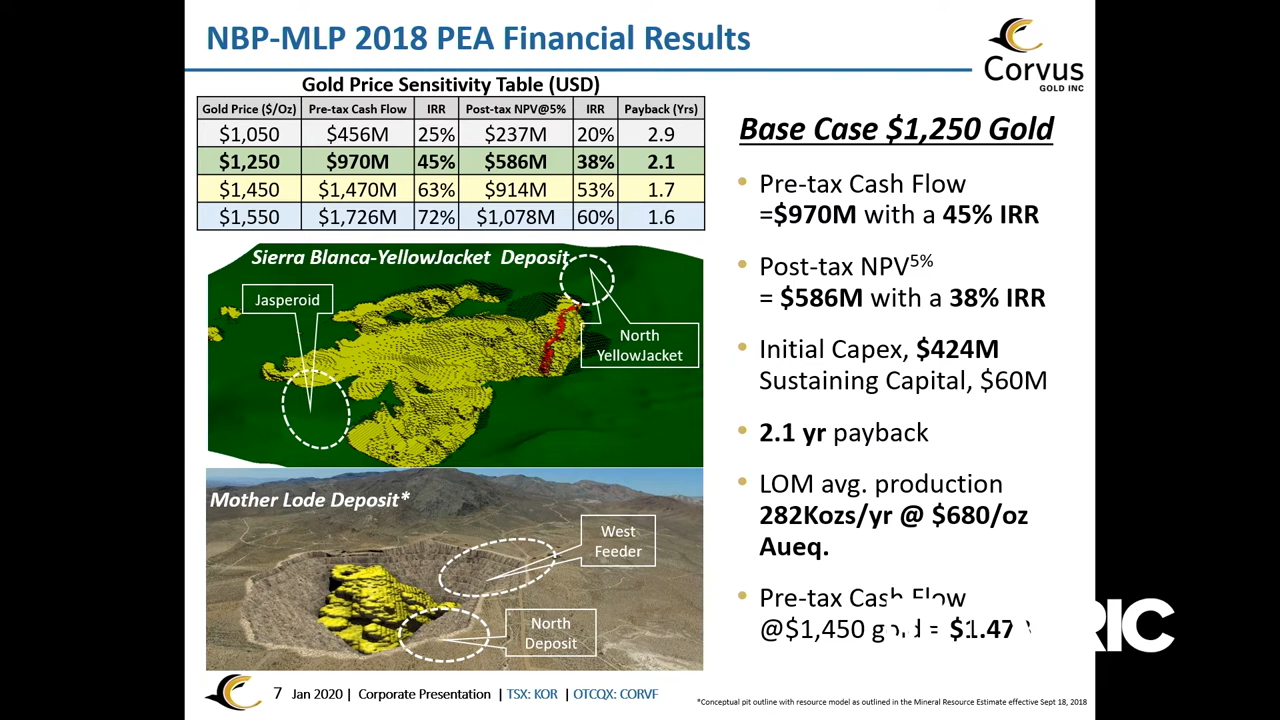 NBP-MLP 2018 PEA Financial Results
Corvus
GOLD INC
Gold Price Sensitivity Table (USD)
Gold Price ($/Oz) Pre-tax Cash Flow IRR Post-tax NPV@5% IRR Payback (Yrs)
$1,050 $456M 25% $237M 20% 2.9
$1,250 $970M 45% $586M 38% 2.1
$1,450 $1,470M 63% $914M 53% 1.7
$1,550 $1,726M 72% $1,078M 60% 1.6
Sierra Blanca-YellowJacket Deposit
Jasperoid
North
YellowJacket
Mother Lode Deposit*
West
Feeder
North
Deposit
Base Case $1,250 Gold
• Pre-tax Cash Flow
=$970M with a 45% IRR
• Post-tax NPV5%
= $586M with a 38% IRR
• Initial Capex, $424M
Sustaining Capital, $60M
• 2.1 yr payback
• LOM avg. production
282Kozs/yr @ $680/oz
Aueq.
• Pre-tax Cash Flow
@$1,450 gold = $1.47
RIC
7 Jan 2020 | Corporate Presentation | TSX: KOR | OTCQX: CORVF
*Conceptual pit outline with resource model as outlined in the Mineral Resource Estimate effective Sept 18, 2018